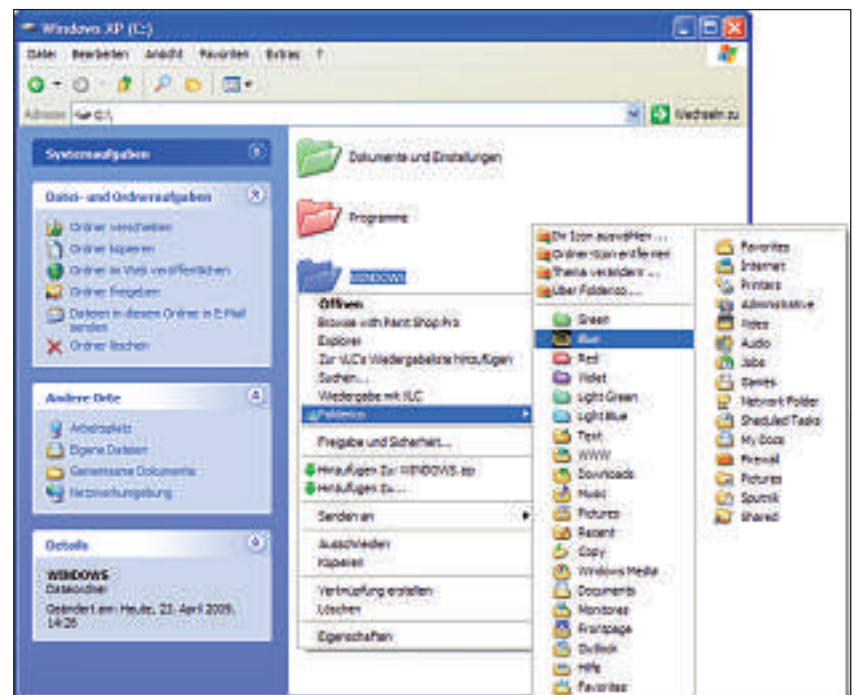 Windows XP (C:)
Datei Bearbeiten Ansicht Favoriten Extras ?
Adresse C:\ Wechseln zu
Systemaufgaben
Datei- und Ordneraufgaben
Ordner verschieben
Ordner kopieren
Ordner im Web veröffentlichen
Ordner freigeben
Dateien in diesem Ordner in E-Mail
senden
Ordner löschen
Andere Orte
Arbeitsplatz
Eigene Dateien
Gemeinsame Dokumente
Netzwerkumgebung
Details
WINDOWS
Dateiordner
Geändert am: Heute, 23. April 2009,
14:26
Dokumente und Einstellungen
Programme
WINDOWS
Öffnen
Browse with Paint Shop Pro
Explorer
Zur VLC's Wiedergabeliste hinzufügen
Suchen...
Wiedergabe mit VLC
Folderico
Freigabe und Sicherheit...
Hinzufügen zur WINDOWS.zip
Hinzufügen zu...
Senden an
Ausschneiden
Kopieren
Verknüpfung erstellen
Löschen
Eigenschaften
Ihr Icon auswählen ...
Ordner-Icon entfernen
Thema verändern ...
Über Folderico...
Green
Blue
Red
Violet
Light Green
Light Blue
Text
WWW
Downloads
Music
Pictures
Recent
Copy
Windows Media
Documents
Monitores
Frontpage
Outlook
Hilfe
Favorites
Favorites
Internet
Printers
Administrative
Video
Audio
Jobs
Games
Network Folder
Sheduled Tasks
My Docs
Firewall
Pictures
Sputnik
Shared